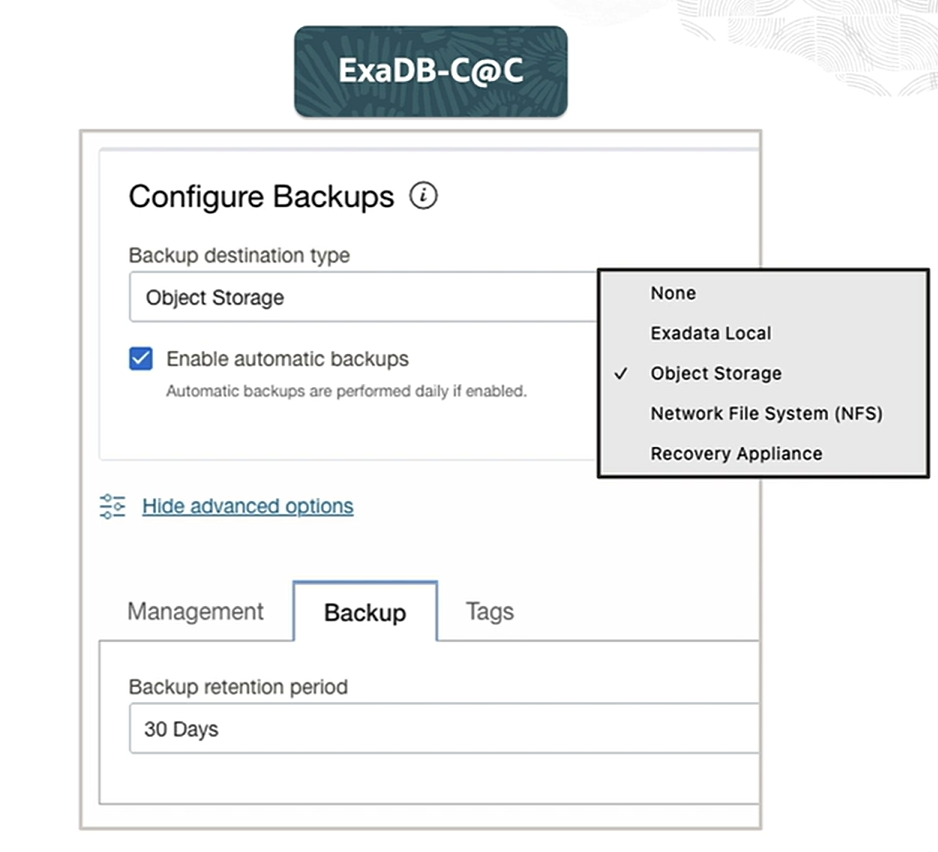 ExaDB-C@C
Configure Backups
Backup destination type
Object Storage
Enable automatic backups
Automatic backups are performed daily if enabled.
None
Exadata Local
Object Storage
Network File System (NFS)
Recovery Appliance
Hide advanced options
Management Backup Tags
Backup retention period
30 Days